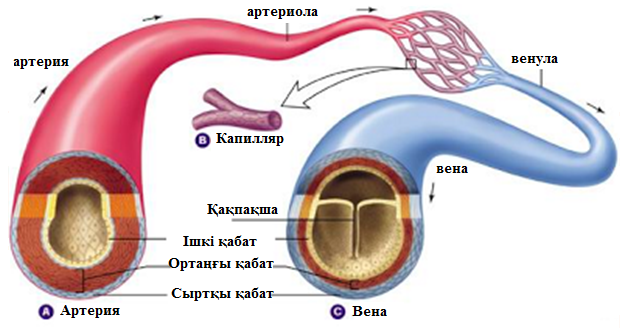 артериола
артерия
венула
B Капилляр
вена
Қақпақша
Ішкі қабат
Ортаңғы қабат
Сыртқы қабат
A Артерия
C Вена